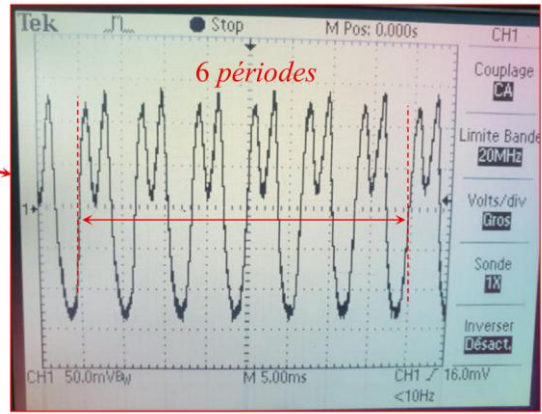 Tek
Stop
M Pos: 0.000s
CH1
6 périodes
Couplage
CA
Limite Bande
20MHz
1
Volts/div
Gros
Sonde
1X
Inverser
Désact.
CH1 50.0mVBW
M 5.00ms
CH1 / 16.0mV
<10Hz